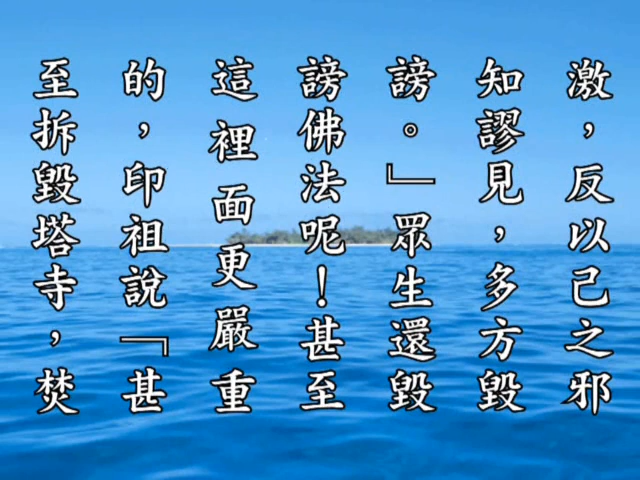 激，反以己之邪
知謬見，多方毀
謗。」眾生還毀
謗佛法呢！甚至
這裡面更嚴重
的，印祖說「甚
至拆毀塔寺，焚